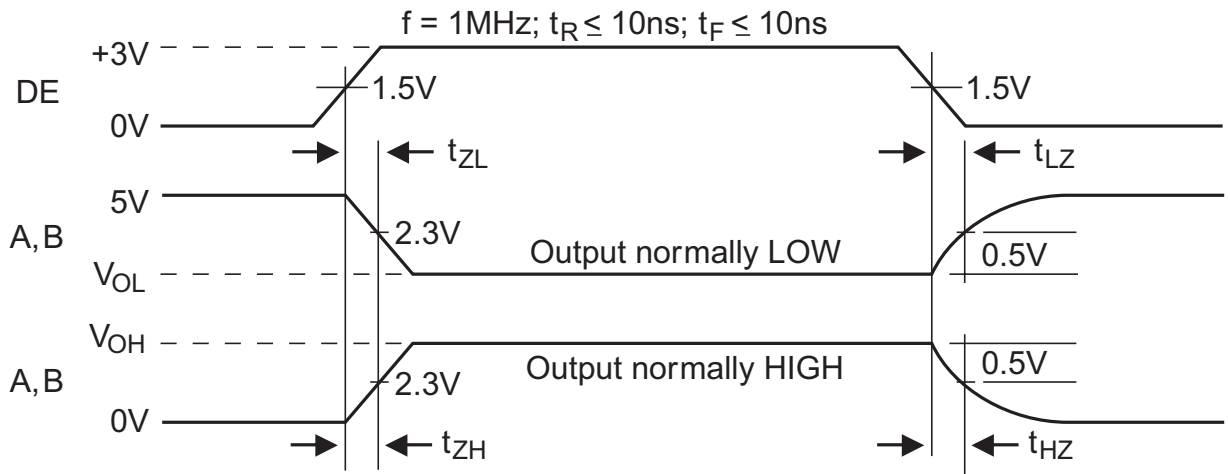 f = 1MHz; tR ≤ 10ns; tF ≤ 10ns
+3V
DE
1.5V
1.5V
0V
tZL
tLZ
5V
A,B
2.3V
Output normally LOW
0.5V
VOL
VOH
A,B
2.3V
Output normally HIGH
0.5V
0V
tZH
tHZ